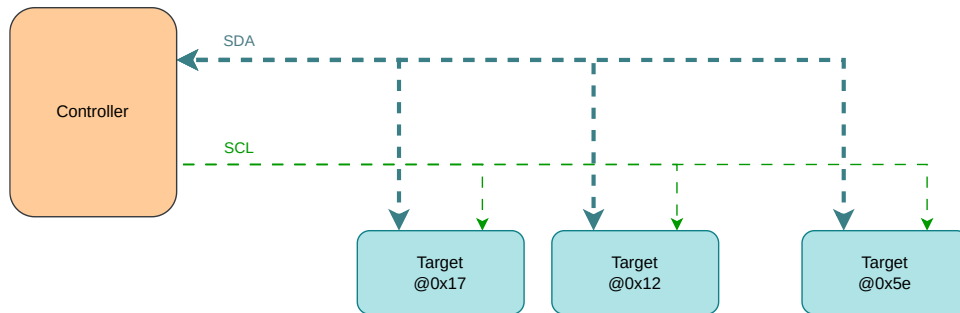 SDA
Controller
SCL
Target
@0x17
Target
@0x12
Target
@0x5e